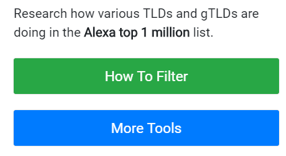 Research how various TLDs and gTLDs are
doing in the Alexa top 1 million list.
How To Filter
More Tools